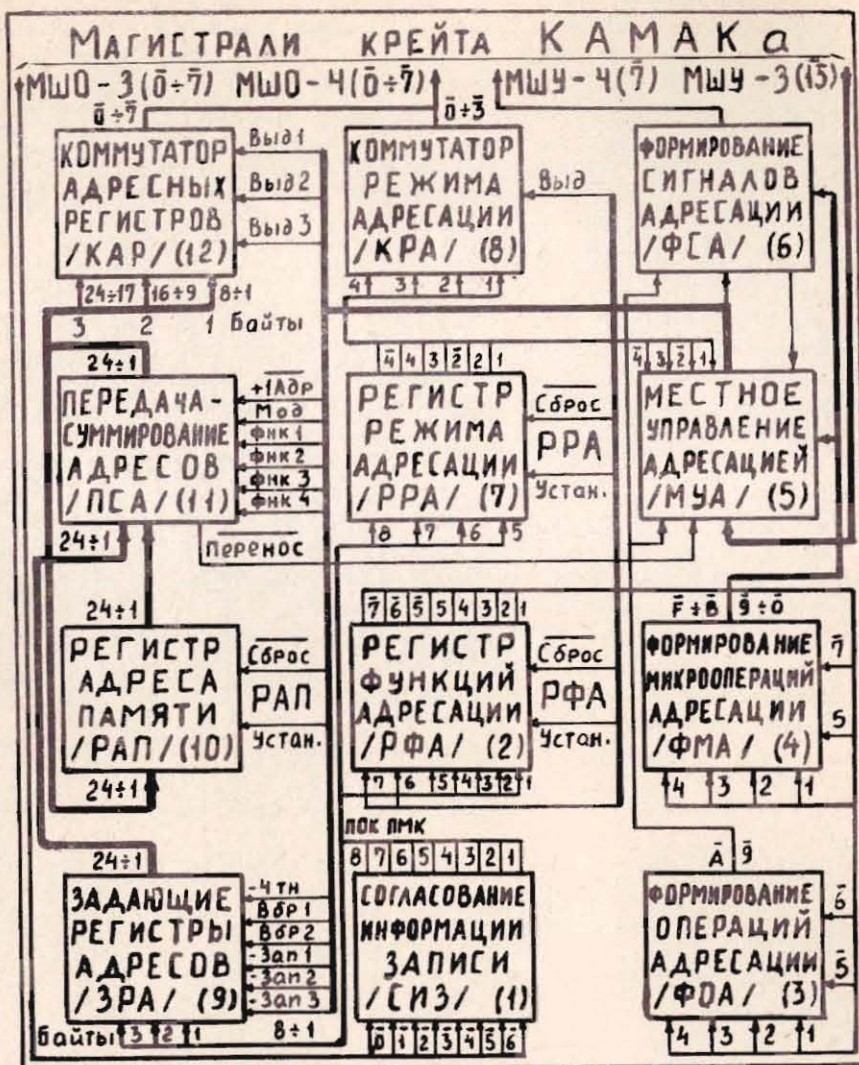 МАГИСТРАЛИ КРЕЙТА КАМАКа
МШО-3(0̄÷7̄) МШО-4(0̄÷7̄) МШУ-4(7̄) МШУ-3(1̄5̄)
0̄÷7̄
0̄÷3̄
КОММУТАТОР
АДРЕСНЫХ
РЕГИСТРОВ
/КАР/(12)
Выд1
Выд2
Выд3
КОММУТАТОР
РЕЖИМА
АДРЕСАЦИИ
/КРА/ (8)
Выд
ФОРМИРОВАНИЕ
СИГНАЛОВ
АДРЕСАЦИИ
/ФСА/ (6)
24÷17 16÷9 8÷1
3 2 1 Байты
4 3 2 1
24÷1
ПЕРЕДАЧА-
СУММИРОВАНИЕ
АДРЕСОВ
/ПСА/(11)
+1Адр
Мод
ФНК1
ФНК2
ФНК3
ФНК4
24÷1
Перенос
4̄ 4 3 2̄ 2 1
РЕГИСТР
РЕЖИМА
АДРЕСАЦИИ
/РРА/ (7)
Сброс
РРА
Устан.
8 7 6 5
4̄ 3 2̄ 1
МЕСТНОЕ
УПРАВЛЕНИЕ
АДРЕСАЦИЕЙ
/МУА/ (5)
24÷1
РЕГИСТР
АДРЕСА
ПАМЯТИ
/РАП/(10)
Сброс
РАП
Устан.
24÷1
7̄ 6̄ 5̄ 5 4 3̄ 2 1
РЕГИСТР
ФУНКЦИЙ
АДРЕСАЦИИ
/РФА/ (2)
Сброс
РФА
Устан.
7 6 5 4 3 2 1
F̄÷B̄ 9̄÷0̄
ФОРМИРОВАНИЕ
МИКРООПЕРАЦИЙ
АДРЕСАЦИИ
/ФМА/ (4)
7̄
5
4 3 2 1
24÷1
ЗАДАЮЩИЕ
РЕГИСТРЫ
АДРЕСОВ
/ЗРА/ (9)
-Чтн
Вбр1
Вбр2
-Зап1
-Зап2
-Зап3
Байты 3 2 1
8÷1
ПОК ПМК
8 7 6 5 4 3 2 1
СОГЛАСОВАНИЕ
ИНФОРМАЦИИ
ЗАПИСИ
/СИЗ/ (1)
0̄ 1̄ 2̄ 3̄ 4̄ 5̄ 6̄
Ā 9̄
ФОРМИРОВАНИЕ
ОПЕРАЦИЙ
АДРЕСАЦИИ
/ФОА/ (3)
6̄
5̄
4 3 2 1